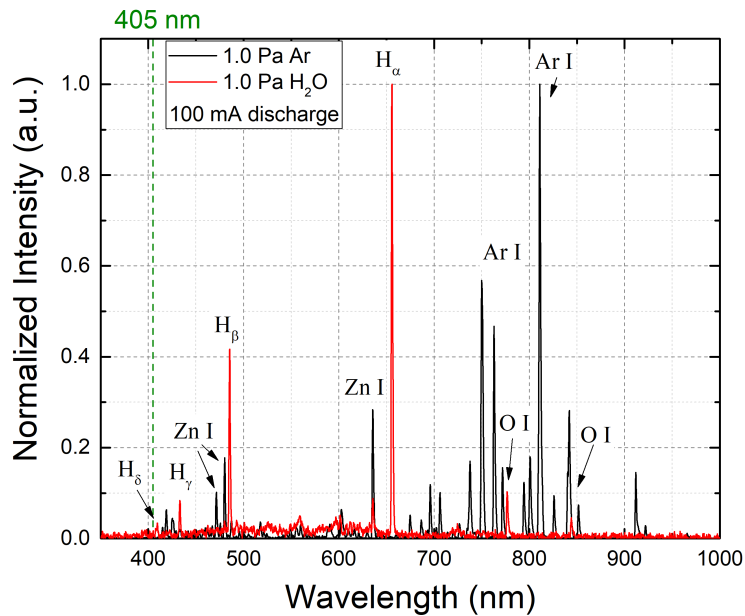 405 nm
1.0 Pa Ar
1.0 Pa H₂O
100 mA discharge
Hα
Ar I
Ar I
Hβ
Zn I
Zn I
O I
O I
Hδ
Hγ
1.0
0.8
0.6
0.4
0.2
0.0
400 500 600 700 800 900 1000
Normalized Intensity (a.u.)
Wavelength (nm)